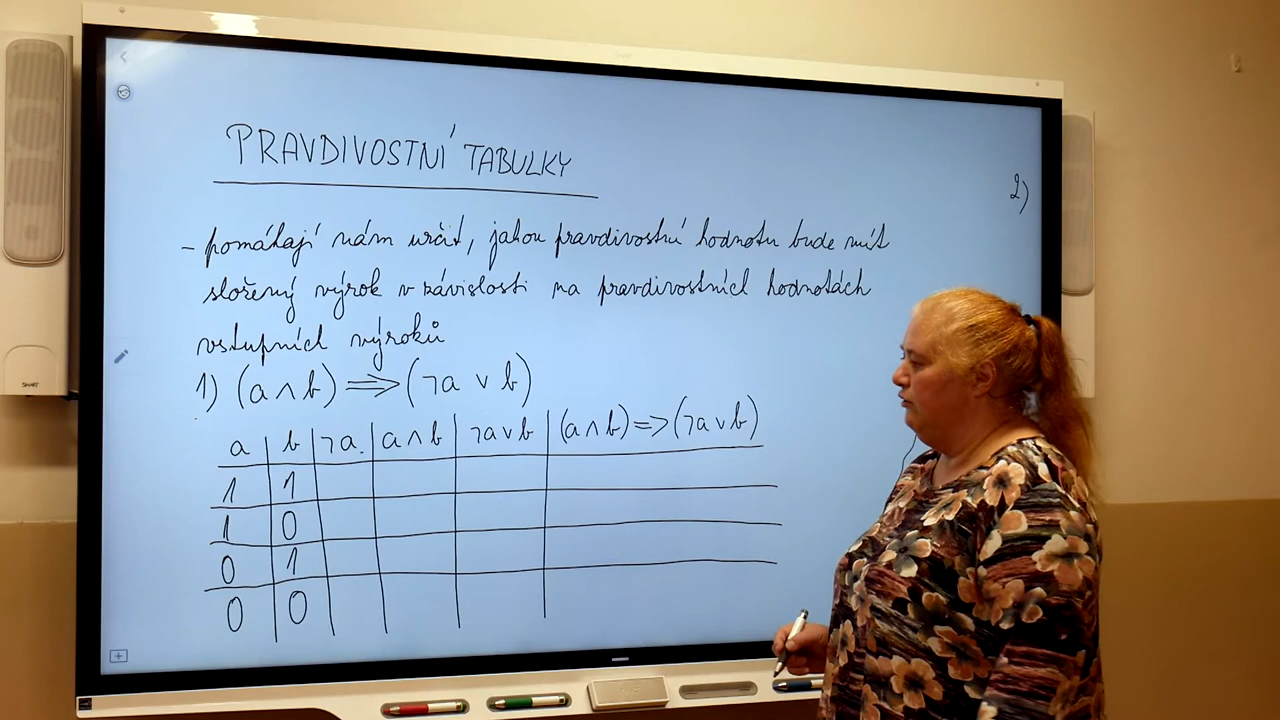 PRAVDIVOSTNÍ TABULKY
2)
- pomáhají nám určit, jakou pravdivostní hodnotu bude mít
složený výrok v závislosti na pravdivostních hodnotách
vstupních výroků
1) (a ∧ b) ⟹ (¬a ∨ b)
a | b | ¬a | a ∧ b | ¬a ∨ b | (a ∧ b) => (¬a ∨ b)
1 | 1
1 | 0
0 | 1
0 | 0
SMART